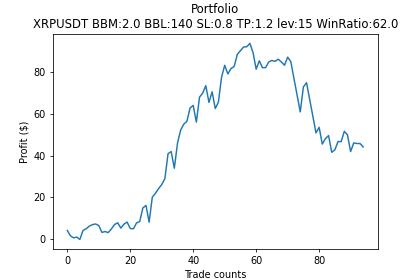 Portfolio
XRPUSDT BBM:2.0 BBL:140 SL:0.8 TP:1.2 lev:15 WinRatio:62.0
80
60
40
20
0
Profit ($)
0 20 40 60 80
Trade counts